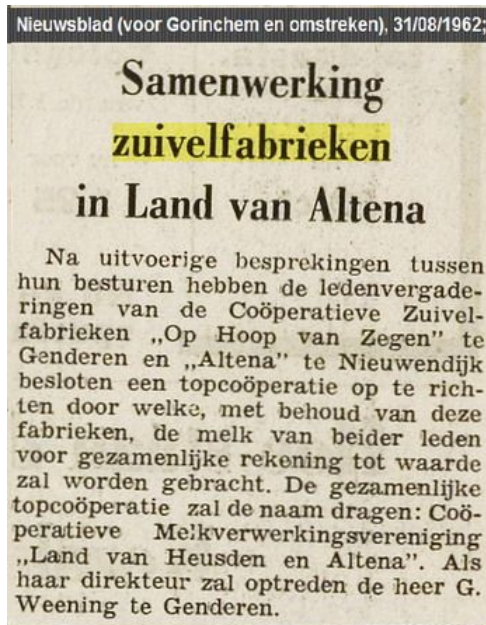 Nieuwsblad (voor Gorinchem en omstreken), 31/08/1962;
Samenwerking
zuivelfabrieken
in Land van Altena
Na uitvoerige besprekingen tussen
hun besturen hebben de ledenvergade-
ringen van de Coöperatieve Zuivel-
fabrieken „Op Hoop van Zegen” te
Genderen en „Altena” te Nieuwendijk
besloten een topcoöperatie op te rich-
ten door welke, met behoud van deze
fabrieken, de melk van beider leden
voor gezamenlijke rekening tot waarde
zal worden gebracht. De gezamenlijke
topcoöperatie zal de naam dragen: Coö-
peratieve Melkverwerkingsvereniging
„Land van Heusden en Altena”. Als
haar direkteur zal optreden de heer G.
Weening te Genderen.